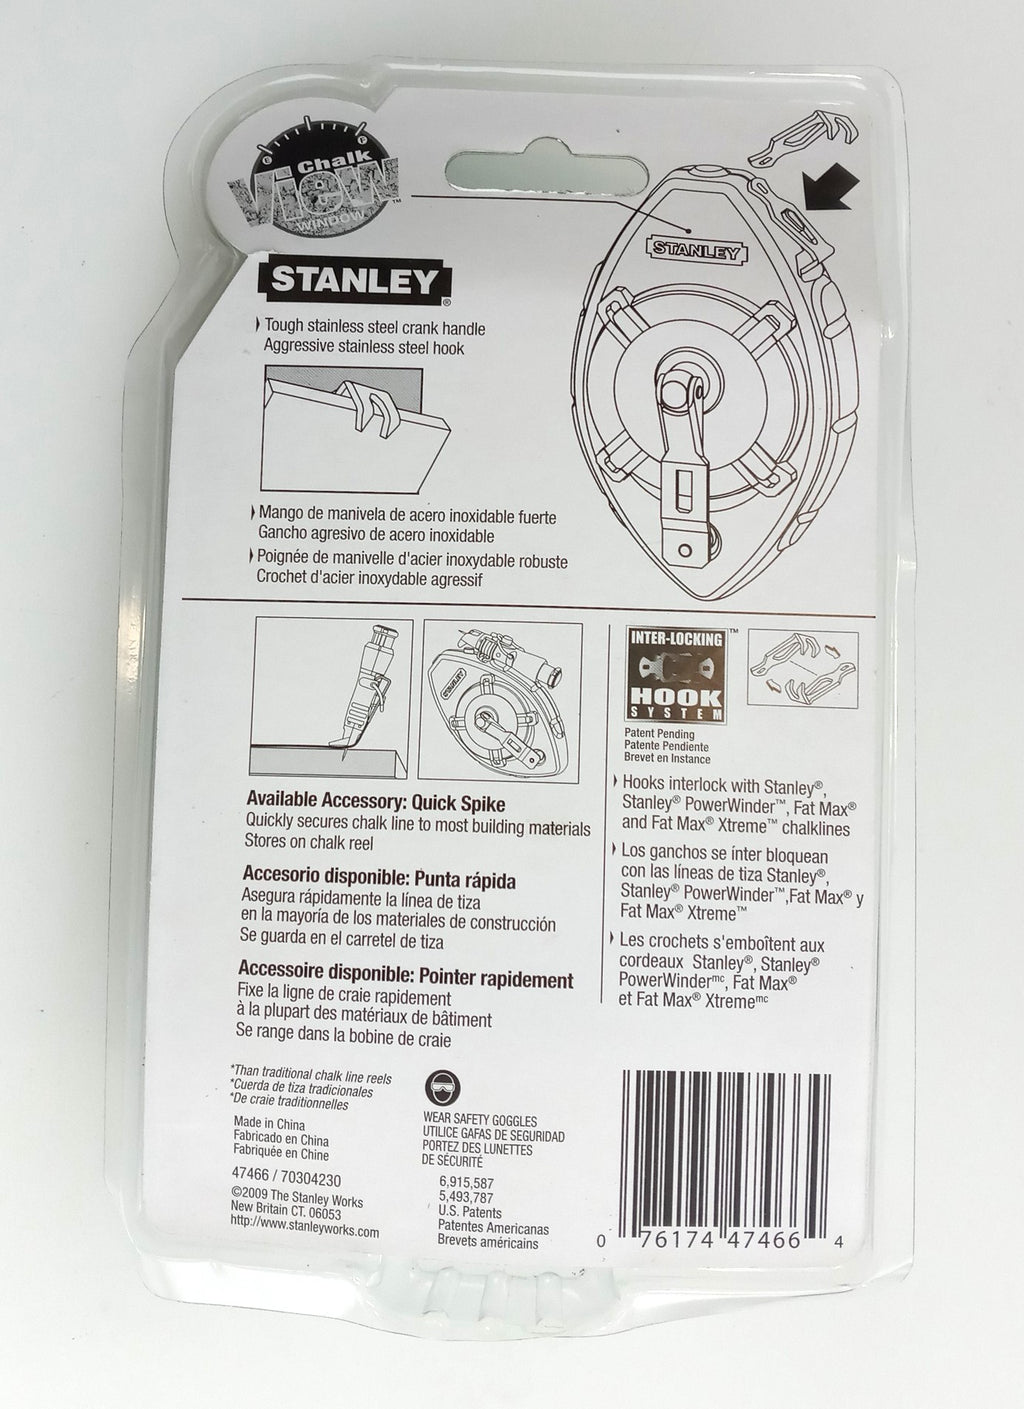 E F
Chalk
View™
WINDOW
STANLEY
STANLEY®
Tough stainless steel crank handle
Aggressive stainless steel hook
Mango de manivela de acero inoxidable fuerte
Gancho agresivo de acero inoxidable
Poignée de manivelle d'acier inoxydable robuste
Crochet d'acier inoxydable agressif
STANLEY
INTER-LOCKING™
HOOK
SYSTEM
Patent Pending
Patente Pendiente
Brevet en Instance
Hooks interlock with Stanley®,
Stanley® PowerWinder™, Fat Max®
and Fat Max® Xtreme™ chalklines
Los ganchos se ínter bloquean
con las líneas de tiza Stanley®,
Stanley® PowerWinder™,Fat Max® y
Fat Max® Xtreme™
Les crochets s'emboîtent aux
cordeaux Stanley®, Stanley®
PowerWinderᵐᶜ, Fat Max®
et Fat Max® Xtremeᵐᶜ
Available Accessory: Quick Spike
Quickly secures chalk line to most building materials
Stores on chalk reel
Accesorio disponible: Punta rápida
Asegura rápidamente la línea de tiza
en la mayoría de los materiales de construcción
Se guarda en el carretel de tiza
Accessoire disponible: Pointer rapidement
Fixe la ligne de craie rapidement
à la plupart des matériaux de bâtiment
Se range dans la bobine de craie
*Than traditional chalk line reels
*Cuerda de tiza tradicionales
*De craie traditionnelles
Made in China
Fabricado en China
Fabriquée en Chine
47466 / 70304230
©2009 The Stanley Works
New Britain CT. 06053
http://www.stanleyworks.com
WEAR SAFETY GOGGLES
UTILICE GAFAS DE SEGURIDAD
PORTEZ DES LUNETTES
DE SÉCURITÉ
6,915,587
5,493,787
U.S. Patents
Patentes Americanas
Brevets américains
0 76174 47466 4